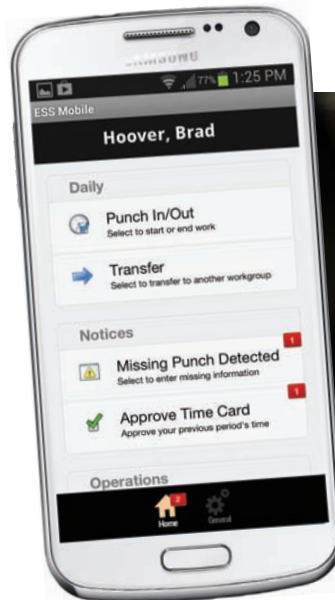 SAMSUNG
77% 1:25 PM
ESS Mobile
Hoover, Brad
Daily
Punch In/Out
Select to start or end work
Transfer
Select to transfer to another workgroup
Notices
1
Missing Punch Detected
Select to enter missing information
1
Approve Time Card
Approve your previous period's time
Operations
2
Home
General